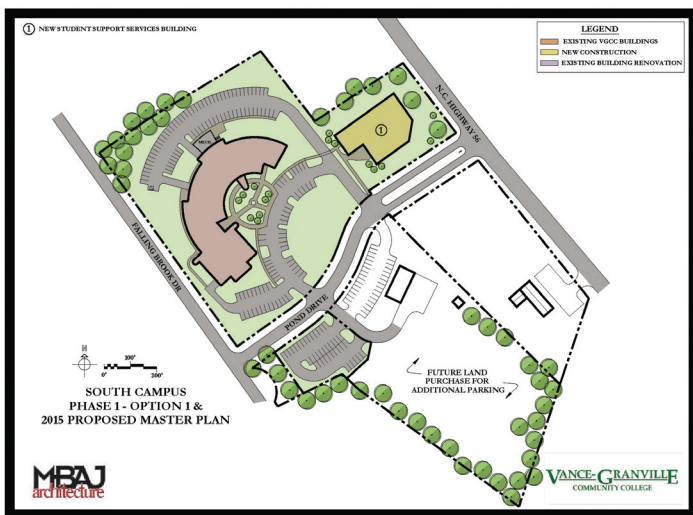 1 NEW STUDENT SUPPORT SERVICES BUILDING
LEGEND
EXISTING VGCC BUILDINGS
NEW CONSTRUCTION
EXISTING BUILDING RENOVATION
N.C. HIGHWAY 56
1
MECH.
FALLING BROOK DR
POND DRIVE
N
100'
0' 200'
SOUTH CAMPUS
PHASE 1 - OPTION 1 &
2015 PROPOSED MASTER PLAN
FUTURE LAND
PURCHASE FOR
ADDITIONAL PARKING
MBAJ
architecture
VANCE-GRANVILLE
COMMUNITY COLLEGE